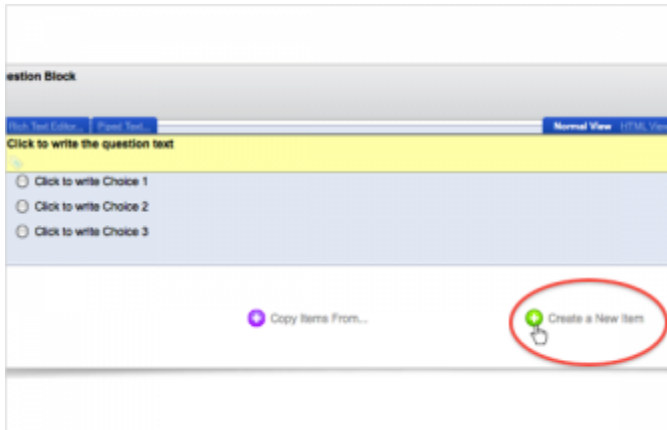 estion Block
Rich Text Editor... Piped Text...
Normal View HTML View
Click to write the question text
Click to write Choice 1
Click to write Choice 2
Click to write Choice 3
Copy Items From...
Create a New Item